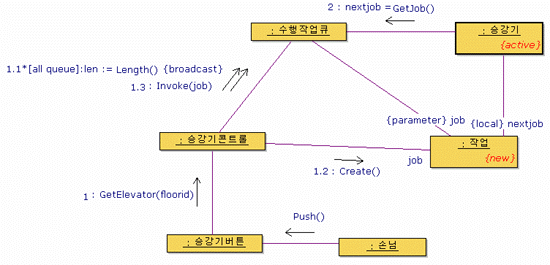 2 : nextjob = GetJob()
: 수행작업큐
: 승강기
{active}
1.1*[all queue]:len := Length() {broadcast}
1.3 : Invoke(job)
{parameter} job
{local} nextjob
: 승강기콘트롤
: 작업
{new}
job
1.2 : Create()
1 : GetElevator(floorid)
Push()
: 승강기버튼
: 손님